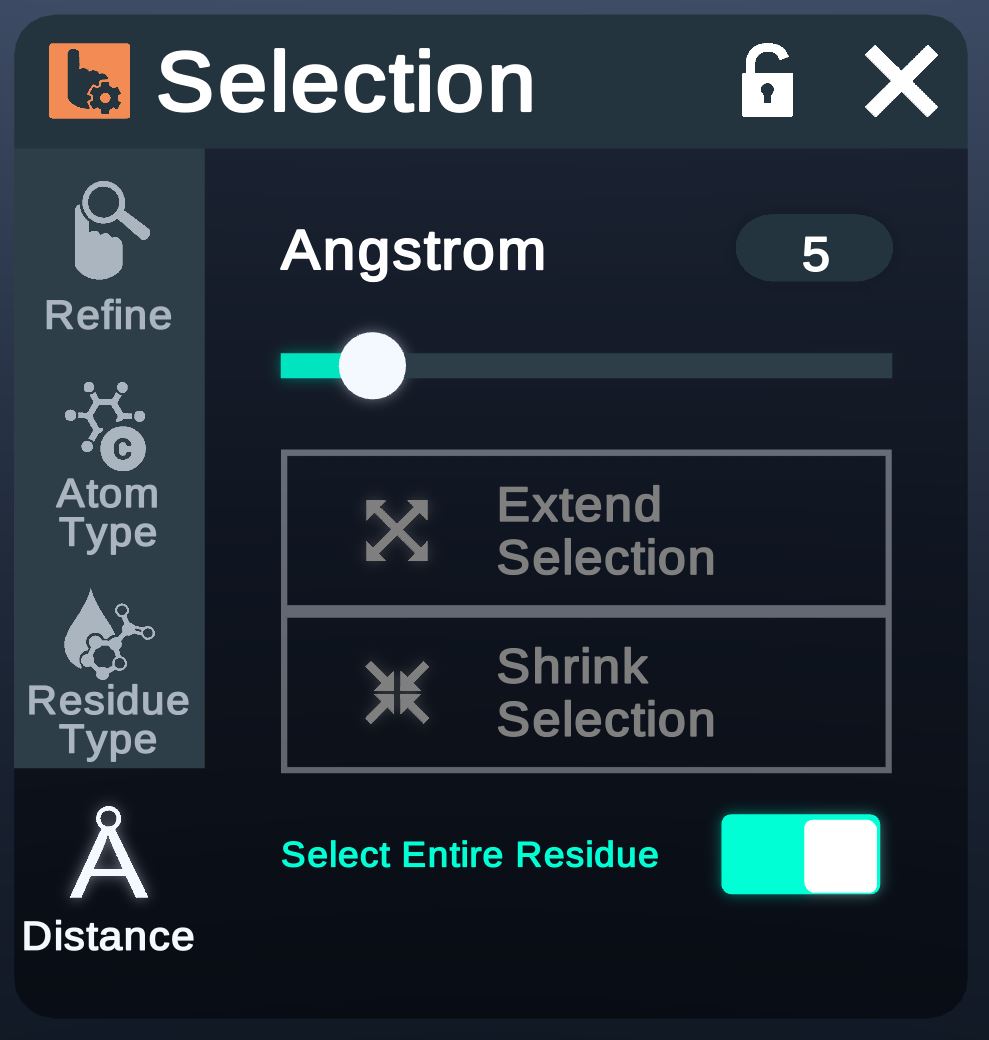 Selection
Refine
Atom
Type
C
Residue
Type
Distance
Angstrom 5
Extend
Selection
Shrink
Selection
Select Entire Residue